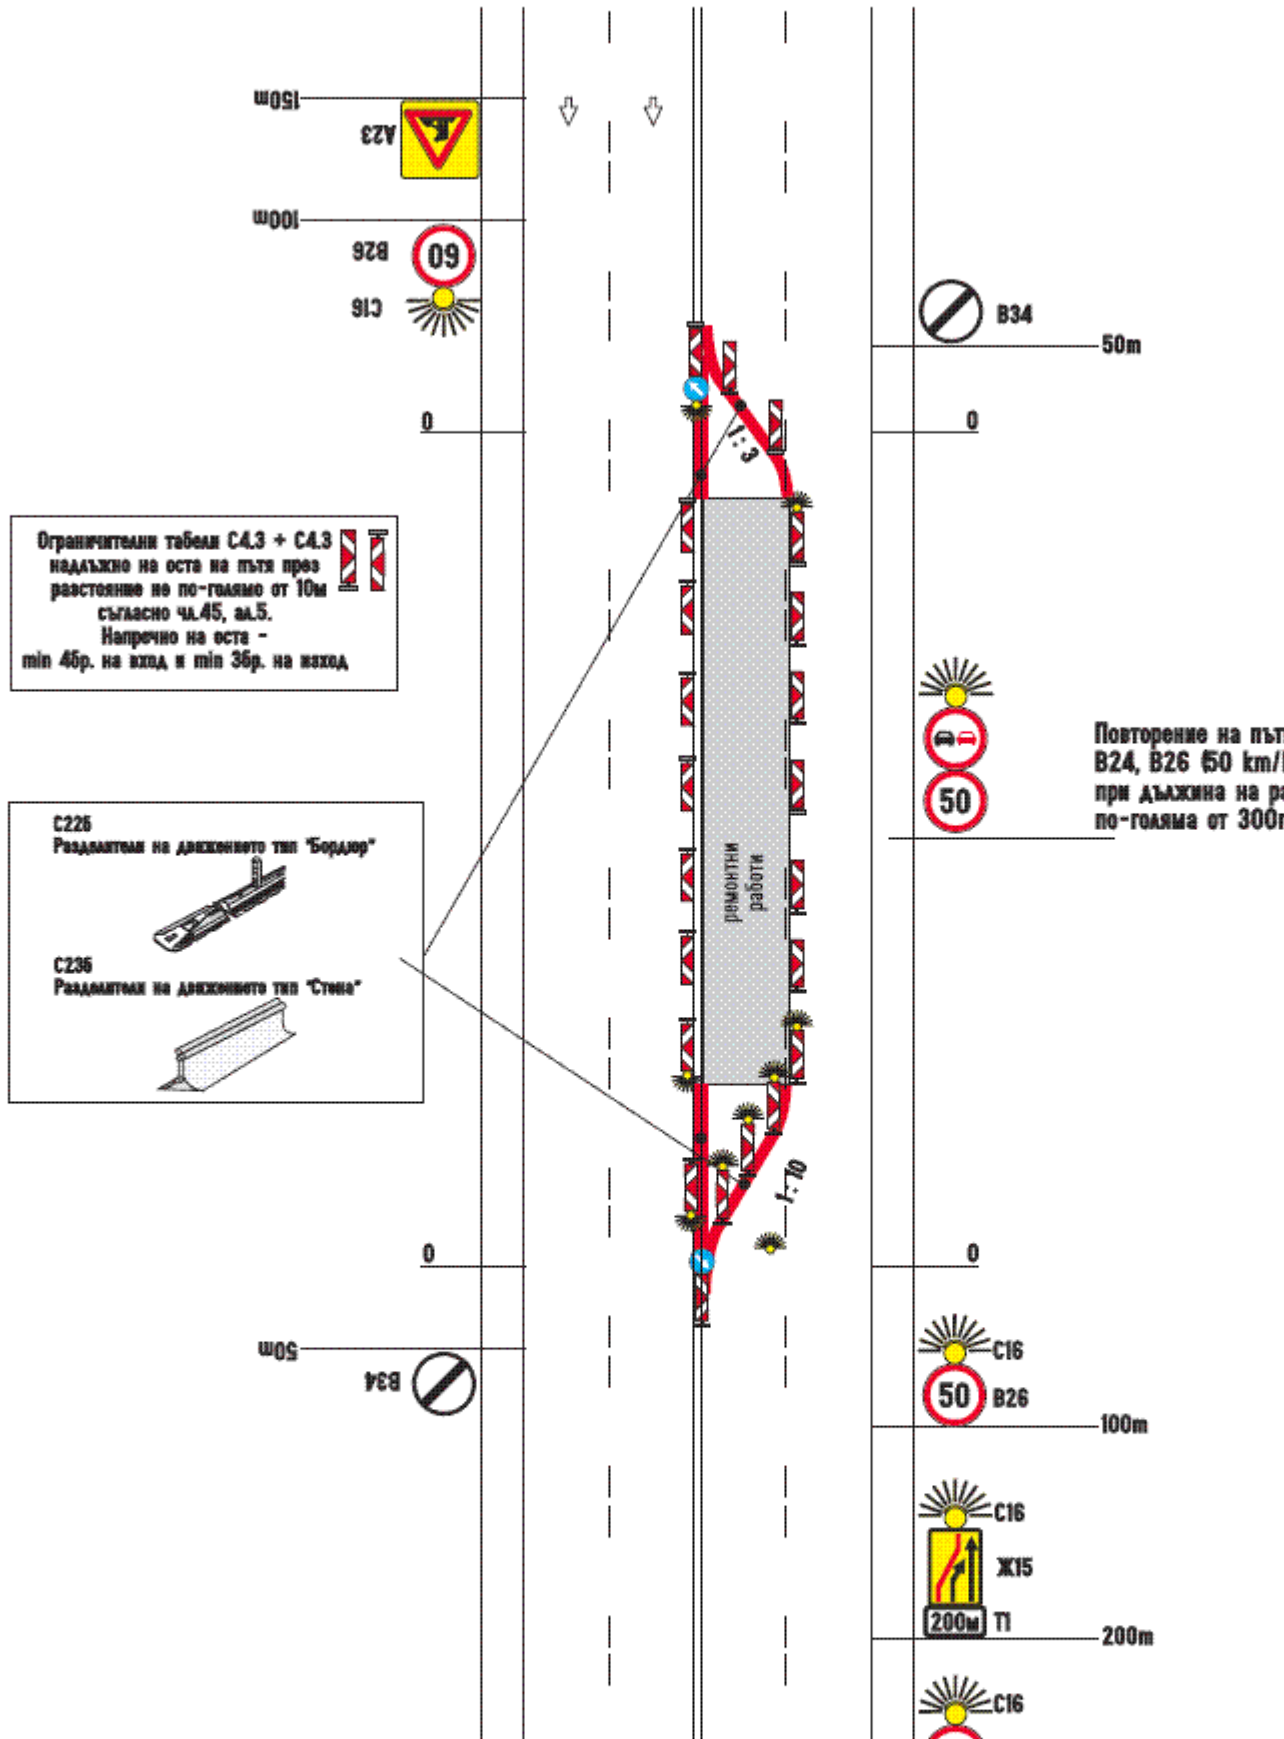 150m
A23
100m
B26
60
C16
0
B34
50m
0
1:3
Ограничителни табели C4.3 + C4.3
надлъжно на оста на пътя през
разстояние не по-голямо от 10м
съгласно чл.45, ал.5.
Напречно на оста -
min 4бр. на вход и min 3бр. на изход
50
Повторение на път
B24, B26 (50 km/
при дължина на ра
по-голяма от 300
C22б
Разделители на движението тип "Бордюр"
C23б
Разделители на движението тип "Стена"
ремонтни
работи
1:10
0
50m
B34
0
C16
50
B26
100m
C16
Ж15
200м
T1
200m
C16